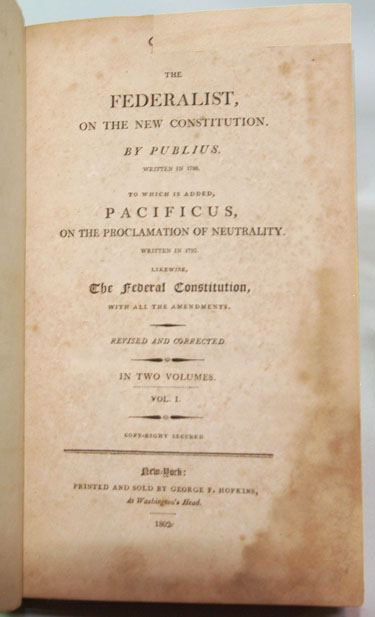 THE
FEDERALIST,
ON THE NEW CONSTITUTION.
BY PUBLIUS.
WRITTEN IN 1788.
TO WHICH IS ADDED,
PACIFICUS,
ON THE PROCLAMATION OF NEUTRALITY.
WRITTEN IN 1793.
LIKEWISE,
The Federal Constitution,
WITH ALL THE AMENDMENTS.
REVISED AND CORRECTED
IN TWO VOLUMES.
VOL. I.
COPY-RIGHT SECURED
New-York:
PRINTED AND SOLD BY GEORGE F. HOPKINS,
At Washington's Head.
1802.